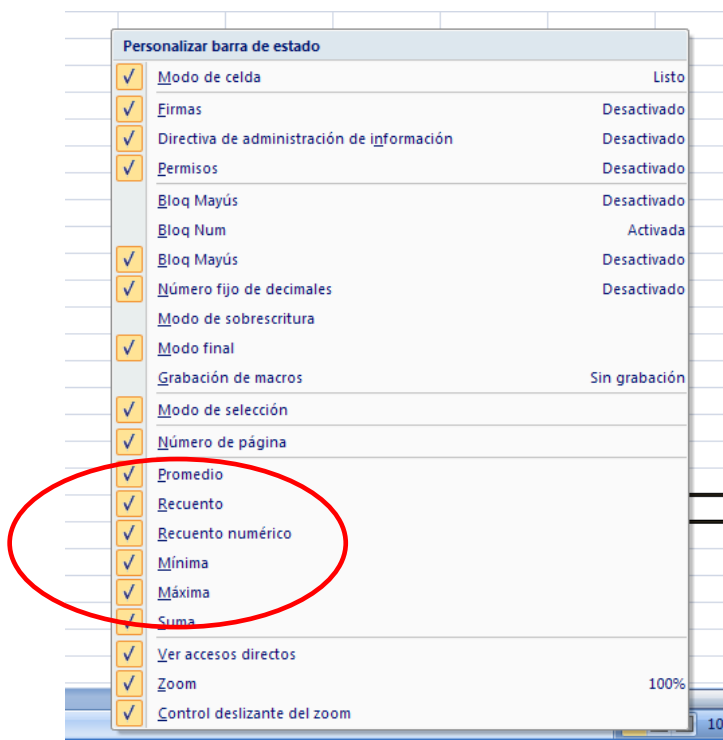 Personalizar barra de estado
Modo de celda Listo
Firmas Desactivado
Directiva de administración de información Desactivado
Permisos Desactivado
Bloq Mayús Desactivado
Bloq Num Activada
Bloq Mayús Desactivado
Número fijo de decimales Desactivado
Modo de sobrescritura
Modo final
Grabación de macros Sin grabación
Modo de selección
Número de página
Promedio
Recuento
Recuento numérico
Mínima
Máxima
Suma
Ver accesos directos
Zoom 100%
Control deslizante del zoom